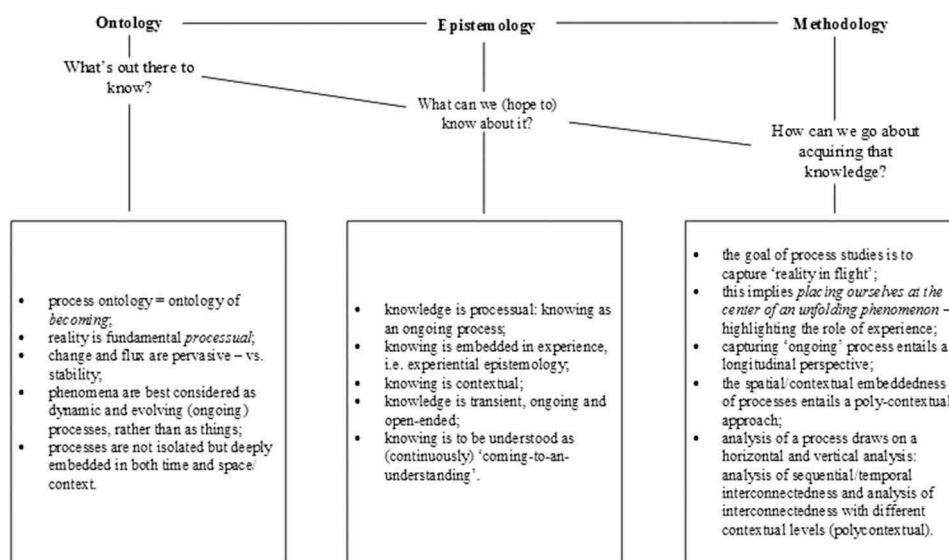 Ontology
Epistemology
Methodology
What's out there to
know?
What can we (hope to)
know about it?
How can we go about
acquiring that
knowledge?
• process ontology = ontology of
becoming;
• reality is fundamental processual;
• change and flux are pervasive – vs.
stability;
• phenomena are best considered as
dynamic and evolving (ongoing)
processes, rather than as things;
• processes are not isolated but deeply
embedded in both time and space/
context.
• knowledge is processual: knowing as
an ongoing process;
• knowing is embedded in experience,
i.e. experiential epistemology;
• knowing is contextual;
• knowledge is transient, ongoing and
open-ended;
• knowing is to be understood as
(continuously) ‘coming-to-an-
understanding’.
• the goal of process studies is to
capture ‘reality in flight’;
• this implies placing ourselves at the
center of an unfolding phenomenon –
highlighting the role of experience;
• capturing ‘ongoing’ process entails a
longitudinal perspective;
• the spatial/contextual embeddedness
of processes entails a poly-contextual
approach;
• analysis of a process draws on a
horizontal and vertical analysis:
analysis of sequential/temporal
interconnectedness and analysis of
interconnectedness with different
contextual levels (polycontextual).